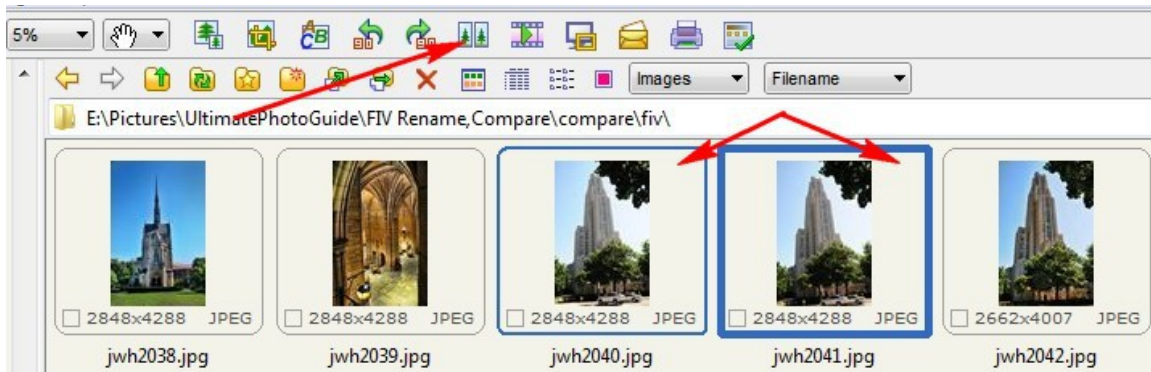 5%
CB
Images Filename
E:\Pictures\UltimatePhotoGuide\FIV Rename,Compare\compare\fiv\
2848x4288 JPEG 2848x4288 JPEG 2848x4288 JPEG 2848x4288 JPEG 2662x4007 JPEG
jwh2038.jpg jwh2039.jpg jwh2040.jpg jwh2041.jpg jwh2042.jpg